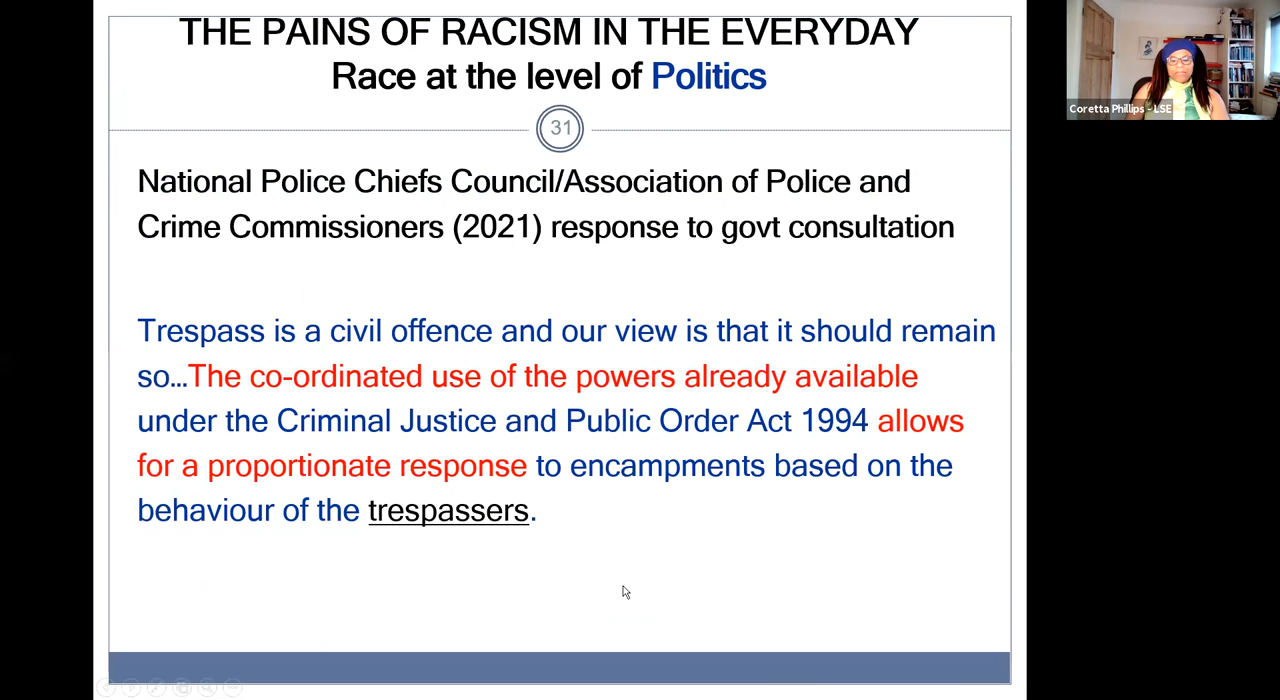 THE PAINS OF RACISM IN THE EVERYDAY
Race at the level of Politics
31
National Police Chiefs Council/Association of Police and
Crime Commissioners (2021) response to govt consultation
Trespass is a civil offence and our view is that it should remain
so...The co-ordinated use of the powers already available
under the Criminal Justice and Public Order Act 1994 allows
for a proportionate response to encampments based on the
behaviour of the trespassers.
Coretta Phillips - LSE